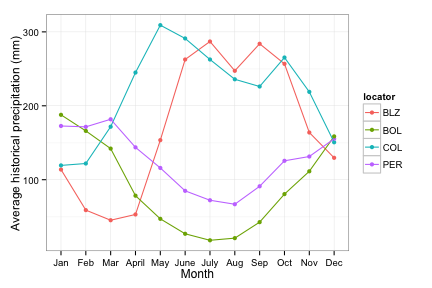 300
200
100
Average historical precipitation (mm)
Jan Feb Mar April May June July Aug Sep Oct Nov Dec
Month
locator
BLZ
BOL
COL
PER